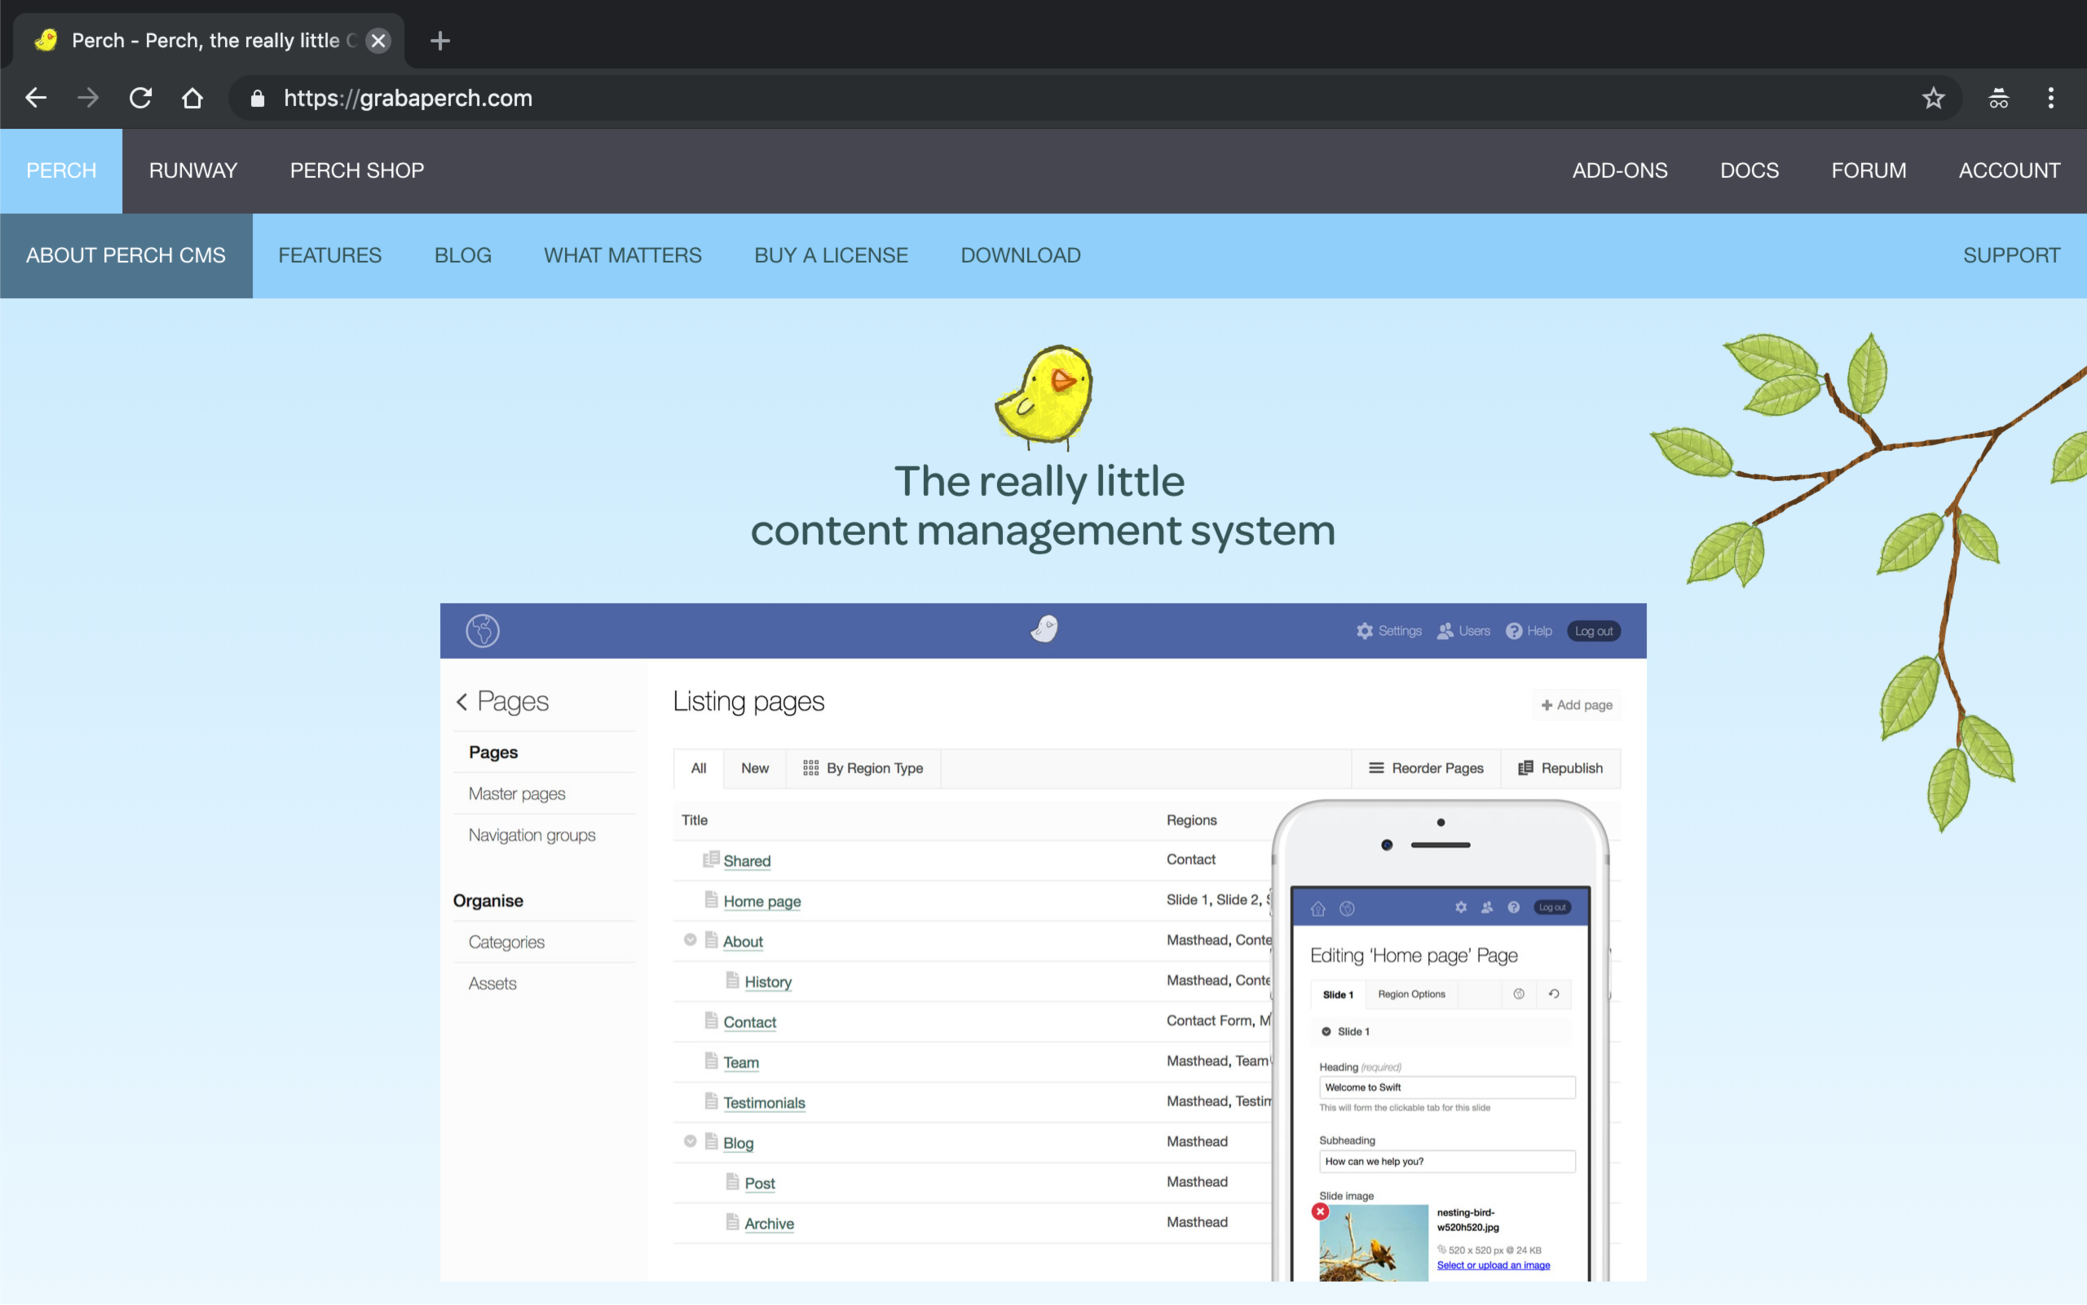 Perch - Perch, the really little
https://grabaperch.com
PERCH RUNWAY PERCH SHOP ADD-ONS DOCS FORUM ACCOUNT
ABOUT PERCH CMS FEATURES BLOG WHAT MATTERS BUY A LICENSE DOWNLOAD SUPPORT
The really little
content management system
Settings Users Help Log out
Pages
Pages
Master pages
Navigation groups
Organise
Categories
Assets
Listing pages
Add page
All New By Region Type Reorder Pages Republish
Title Regions
Shared Contact
Home page Slide 1, Slide 2,
About Masthead, Conte
History Masthead, Conte
Contact Contact Form, M
Team Masthead, Team
Testimonials Masthead, Testim
Blog Masthead
Post Masthead
Archive Masthead
Log out
Editing ‘Home page’ Page
Slide 1 Region Options
Slide 1
Heading (required)
Welcome to Swift
This will form the clickable tab for this slide
Subheading
How can we help you?
Slide image
nesting-bird-
w520h520.jpg
520 x 520 px @ 24 KB
Select or upload an image